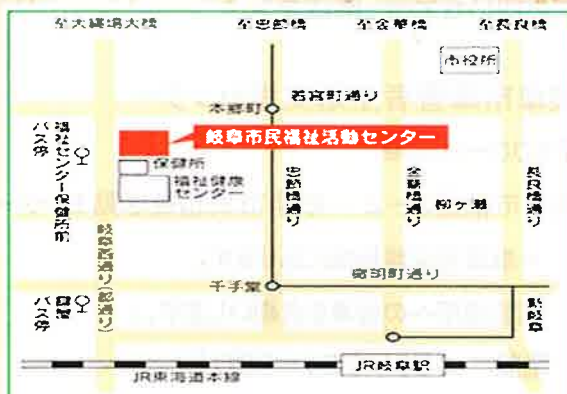 至大縄場大橋
至忠節橋
至金華橋
至長良橋
市役所
若宮町通り
本郷町
岐阜市民福祉活動センター
保健所
福祉健康
センター
福祉センター保健所前
バス停
忠節橋通り
金華橋通り
柳ヶ瀬
長良橋通り
岐阜西通り(都通り)
千手堂
徹明町通り
バス停
新岐阜
JR岐阜駅
JR東海道本線